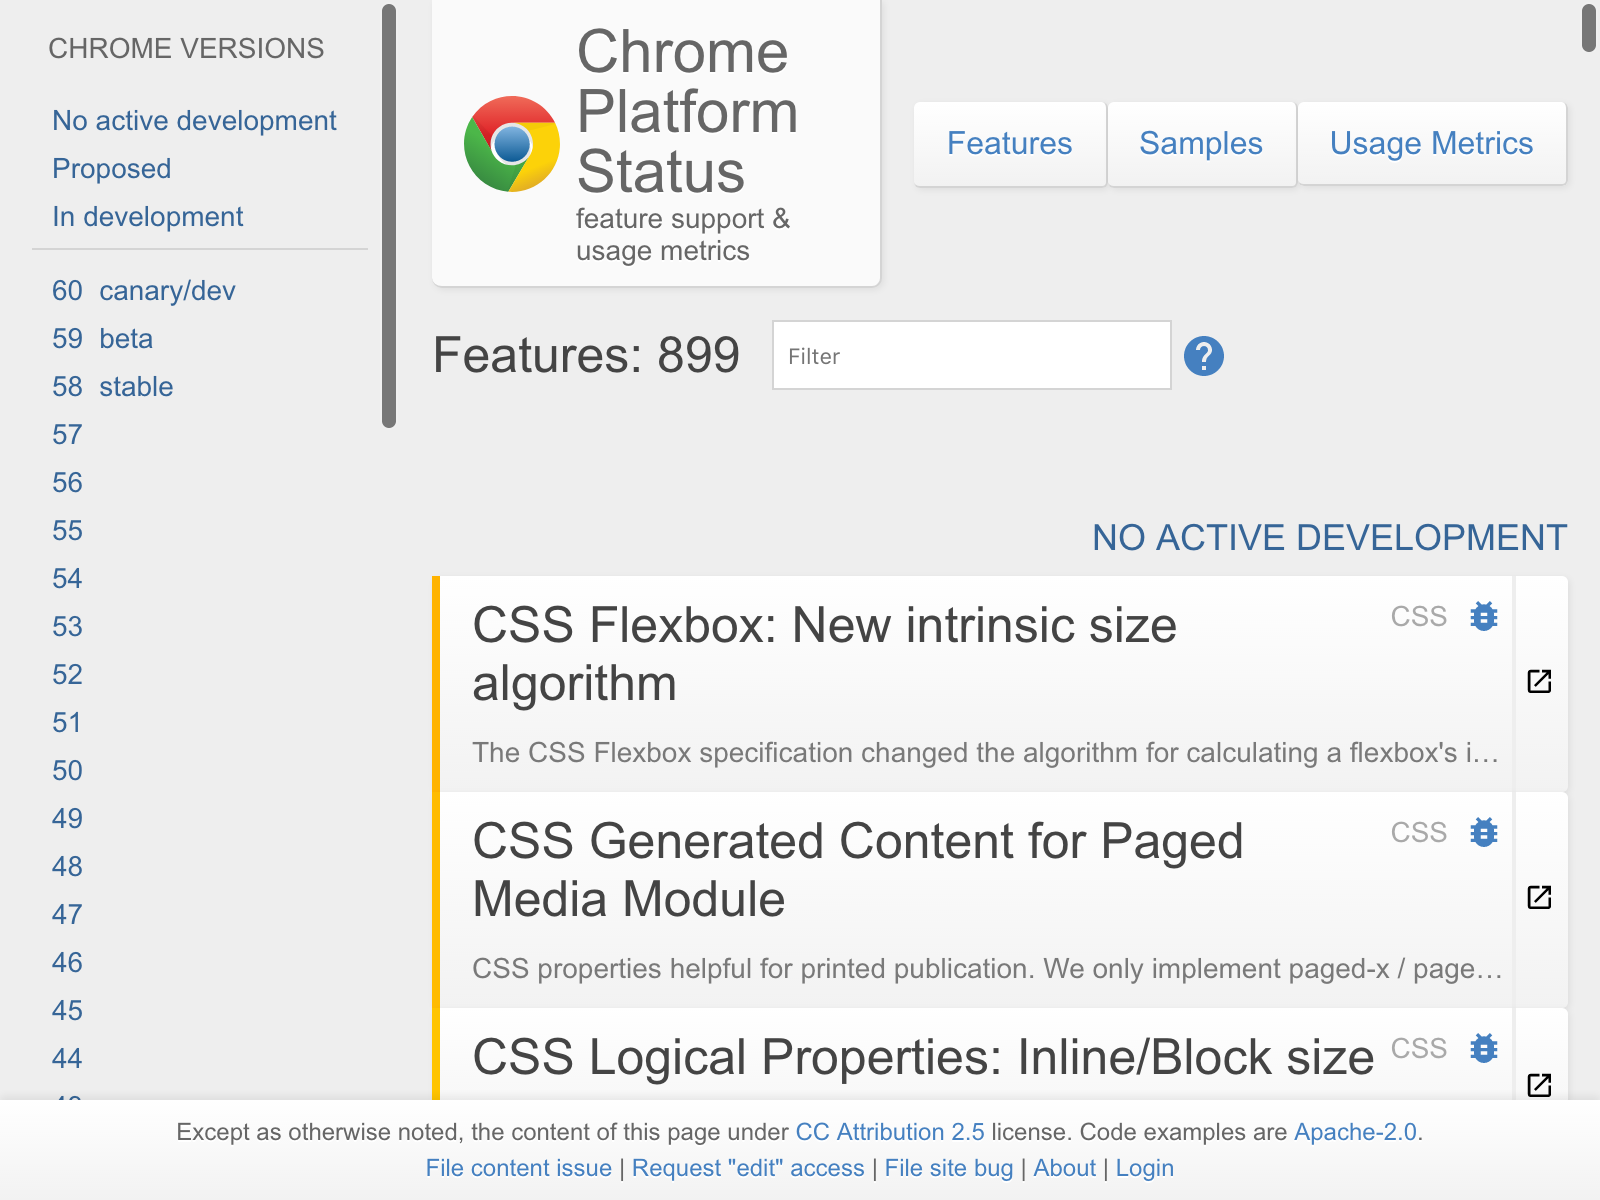 CHROME VERSIONS
No active development
Proposed
In development
60 canary/dev
59 beta
58 stable
57
56
55
54
53
52
51
50
49
48
47
46
45
44
Chrome
Platform
Status
feature support &
usage metrics
Features
Samples
Usage Metrics
Features: 899
Filter
?
NO ACTIVE DEVELOPMENT
CSS Flexbox: New intrinsic size
algorithm
CSS
The CSS Flexbox specification changed the algorithm for calculating a flexbox's i…
CSS Generated Content for Paged
Media Module
CSS
CSS properties helpful for printed publication. We only implement paged-x / page…
CSS Logical Properties: Inline/Block size
CSS
Except as otherwise noted, the content of this page under CC Attribution 2.5 license. Code examples are Apache-2.0.
File content issue | Request "edit" access | File site bug | About | Login